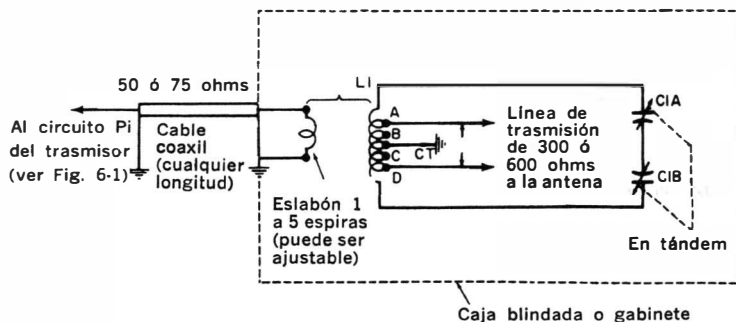 50 ó 75 ohms
Al circuito Pi
del trasmisor
(ver Fig. 6-1)
Cable
coaxil
(cualquier
longitud)
Eslabón 1
a 5 espiras
(puede ser
ajustable)
L1
A
B
CT
C
D
Línea de
trasmisión
de 300 ó
600 ohms
a la antena
C1A
C1B
En tándem
Caja blindada o gabinete